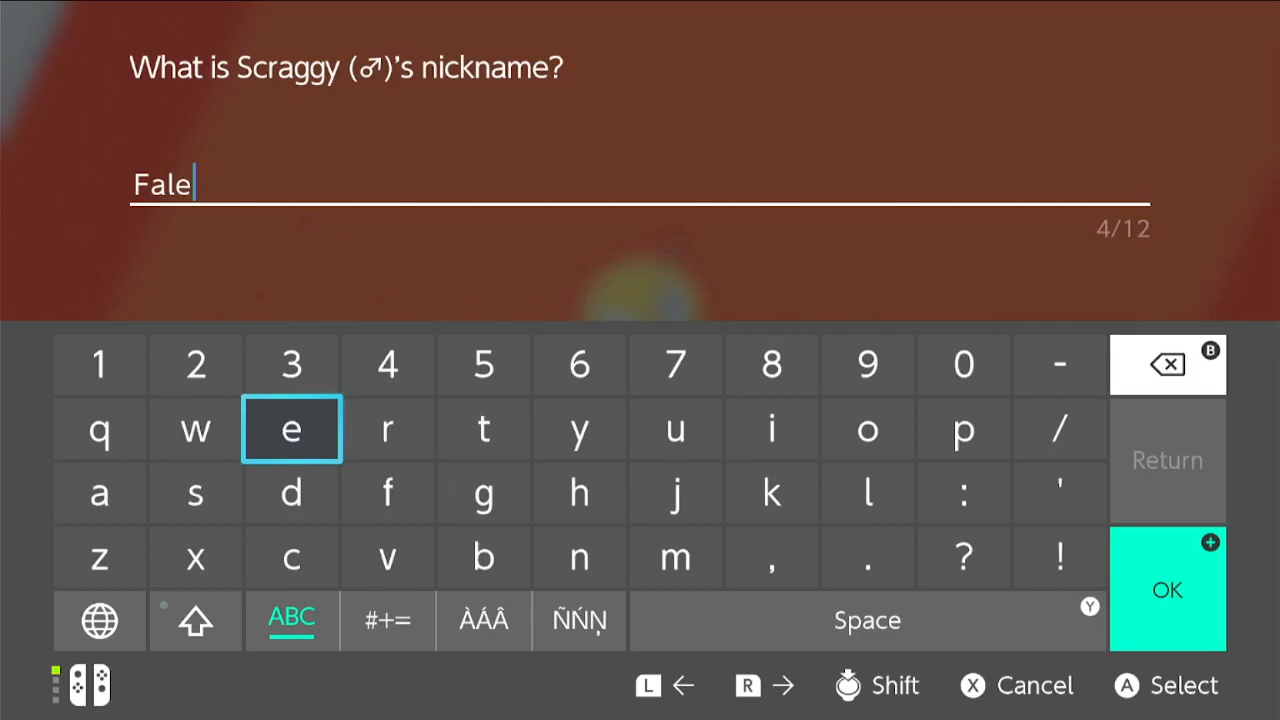 What is Scraggy (♂)'s nickname?
Fale
4/12
1 2 3 4 5 6 7 8 9 0 - B
q w e r t y u i o p /
Return
a s d f g h j k l : '
z x c v b n m , . ? ! +
OK
ABC #+= ÀÁÂ ÑŃŅ Space Y
L ← R → Shift X Cancel A Select